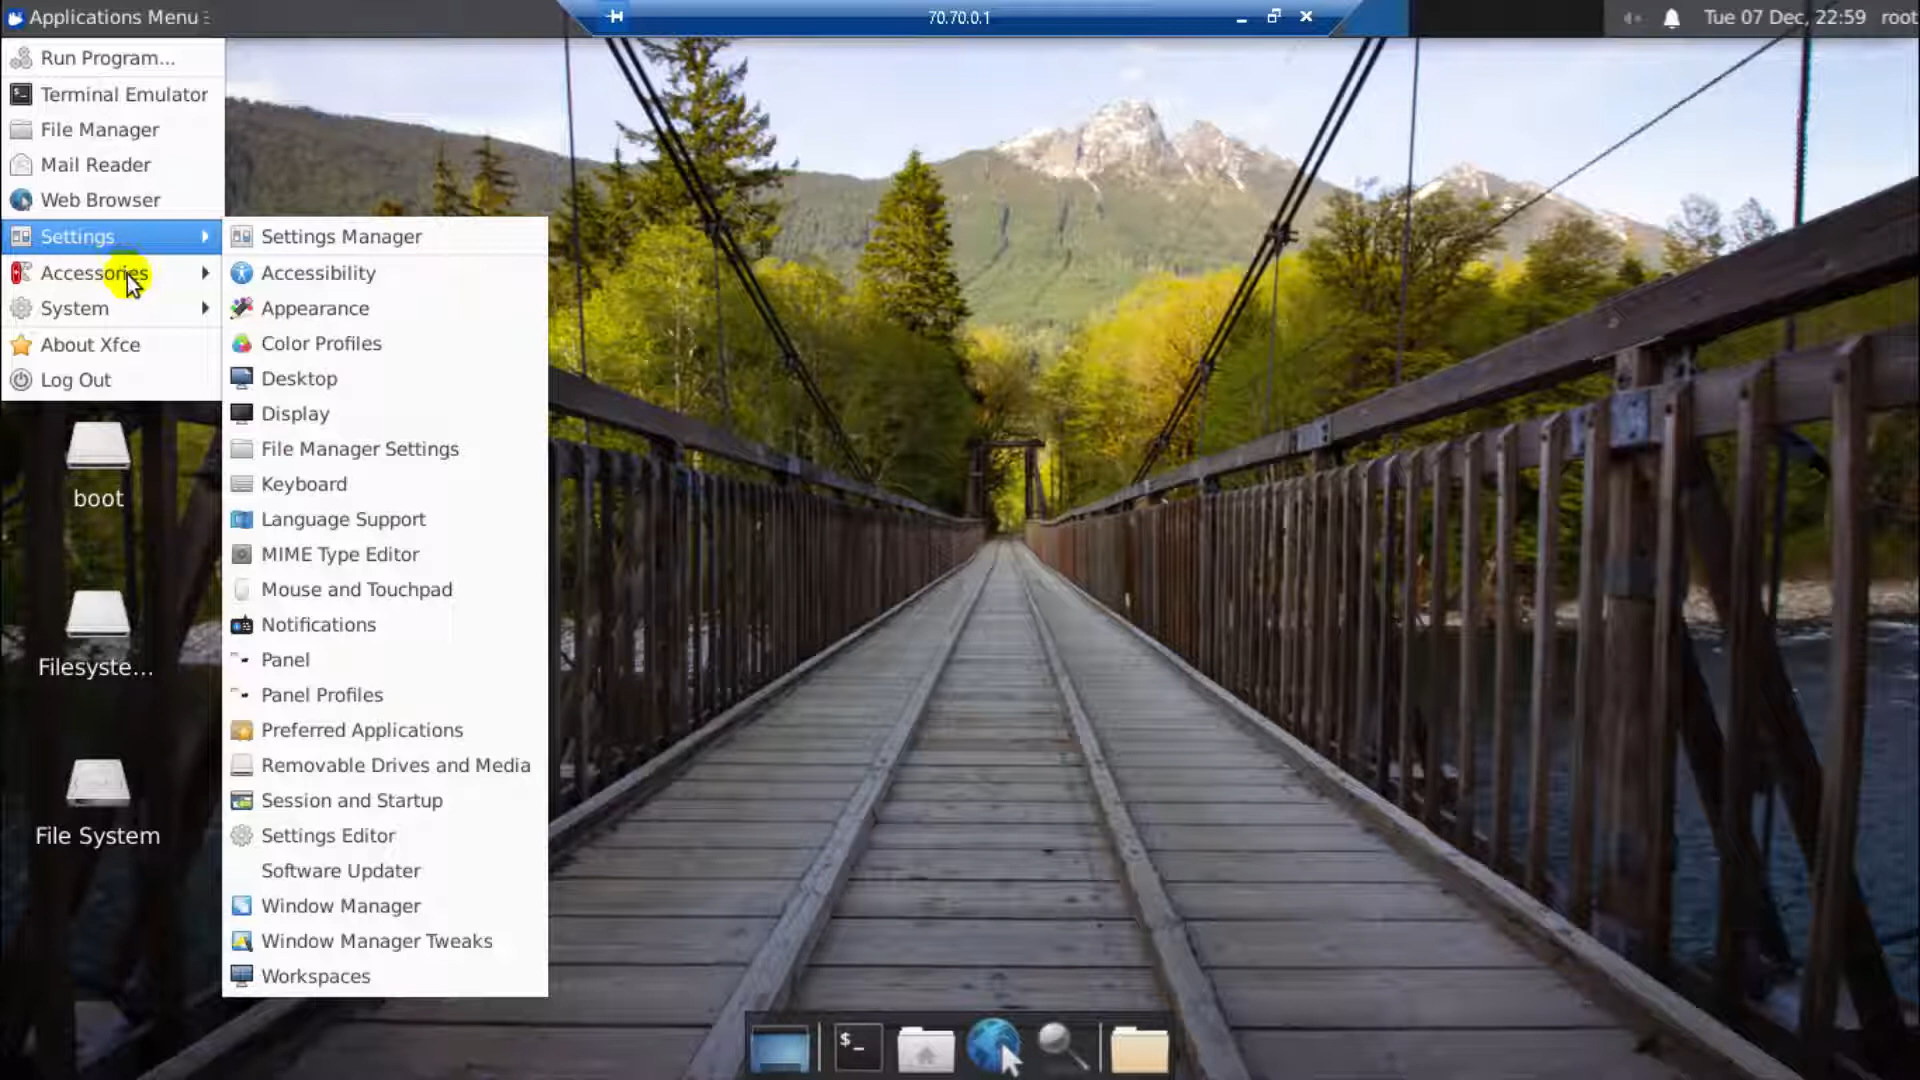 Applications Menu
70.70.0.1
Tue 07 Dec, 22:59
root
Run Program...
Terminal Emulator
File Manager
Mail Reader
Web Browser
Settings
Accessories
System
About Xfce
Log Out
Settings Manager
Accessibility
Appearance
Color Profiles
Desktop
Display
File Manager Settings
Keyboard
Language Support
MIME Type Editor
Mouse and Touchpad
Notifications
Panel
Panel Profiles
Preferred Applications
Removable Drives and Media
Session and Startup
Settings Editor
Software Updater
Window Manager
Window Manager Tweaks
Workspaces
boot
Filesyste...
File System
$_